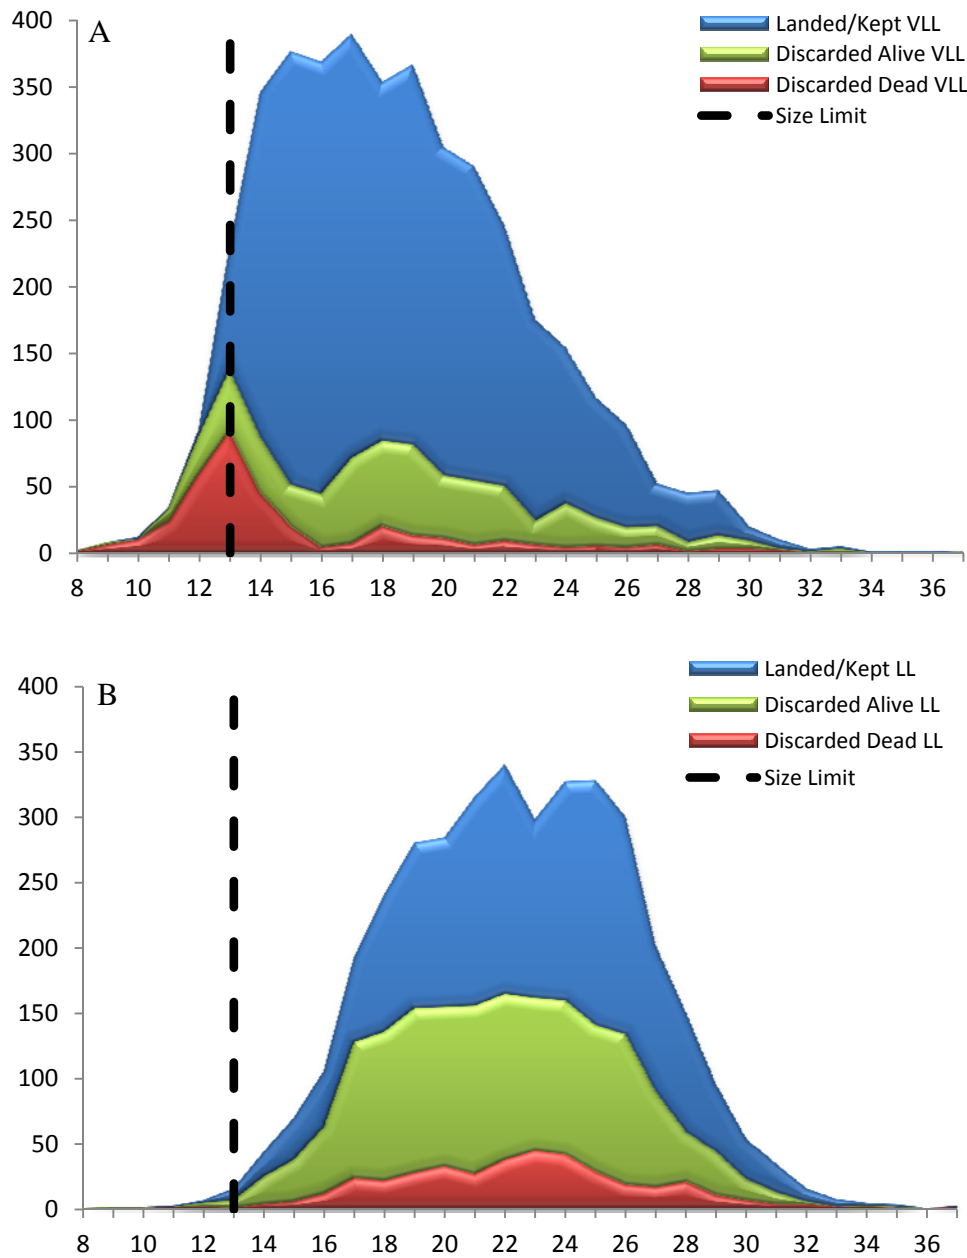 A
Landed/Kept VLL
Discarded Alive VLL
Discarded Dead VLL
Size Limit
400
350
300
250
200
150
100
50
0
8 10 12 14 16 18 20 22 24 26 28 30 32 34 36
B
Landed/Kept LL
Discarded Alive LL
Discarded Dead LL
Size Limit
400
350
300
250
200
150
100
50
0
8 10 12 14 16 18 20 22 24 26 28 30 32 34 36